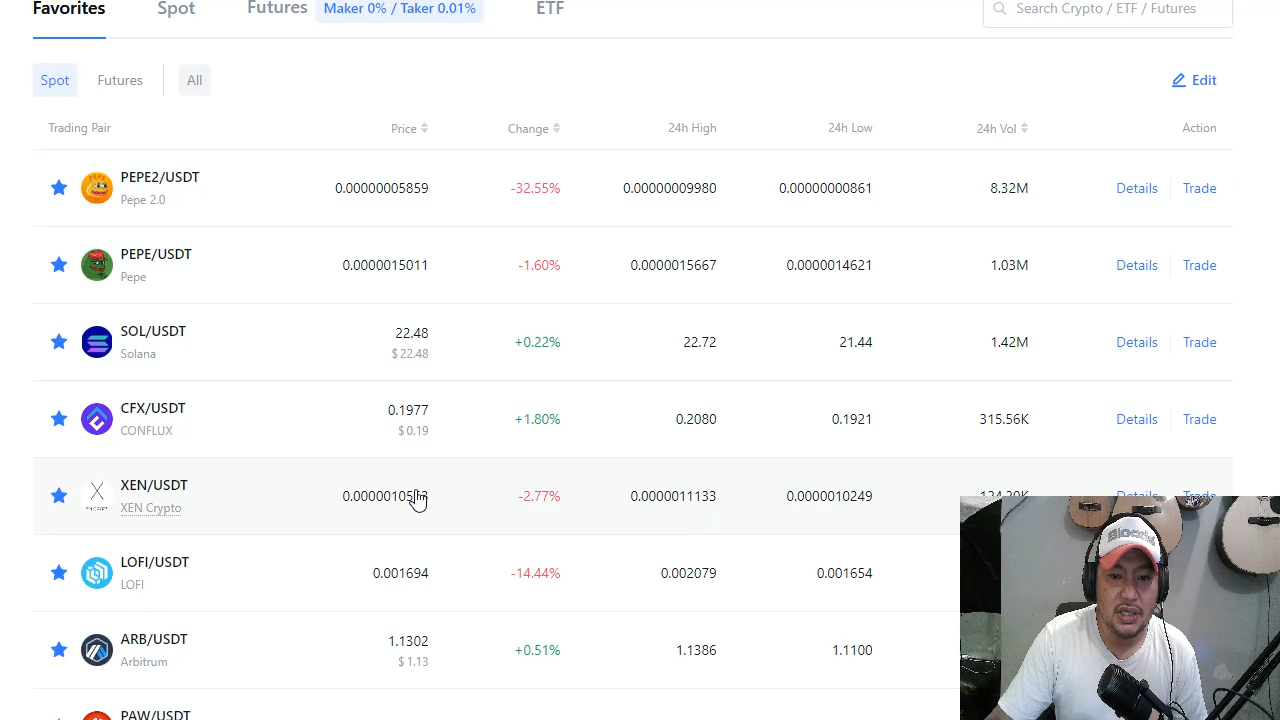 Favorites Spot Futures Maker 0% / Taker 0.01% ETF Search Crypto / ETF / Futures
Spot Futures All Edit
Trading Pair Price Change 24h High 24h Low 24h Vol Action
PEPE2/USDT 0.00000005859 -32.55% 0.00000009980 0.00000000861 8.32M Details Trade
Pepe 2.0
PEPE/USDT 0.0000015011 -1.60% 0.0000015667 0.0000014621 1.03M Details Trade
Pepe
SOL/USDT 22.48 +0.22% 22.72 21.44 1.42M Details Trade
Solana $ 22.48
CFX/USDT 0.1977 +1.80% 0.2080 0.1921 315.56K Details Trade
CONFLUX $ 0.19
XEN/USDT -2.77% 0.0000011133 0.0000010249 Details Trade
XEN Crypto
LOFI/USDT 0.001694 -14.44% 0.002079 0.001654
LOFI
ARB/USDT 1.1302 +0.51% 1.1386 1.1100
Arbitrum $ 1.13
PAW/USDT